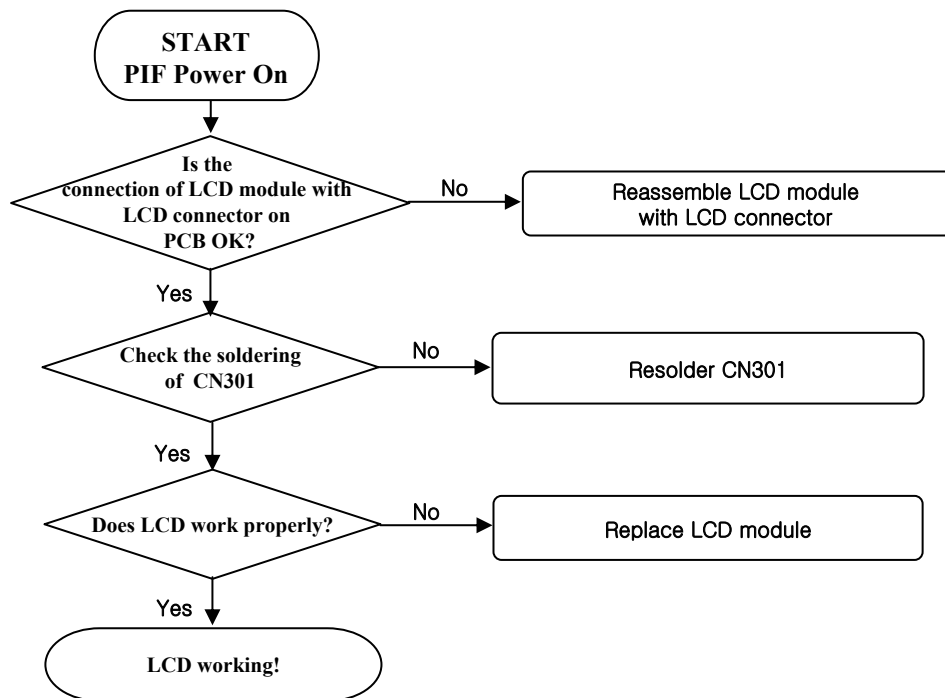 START
PIF Power On
Is the
connection of LCD module with
LCD connector on
PCB OK?
No
Reassemble LCD module
with LCD connector
Yes
Check the soldering
of CN301
No
Resolder CN301
Yes
Does LCD work properly?
No
Replace LCD module
Yes
LCD working!